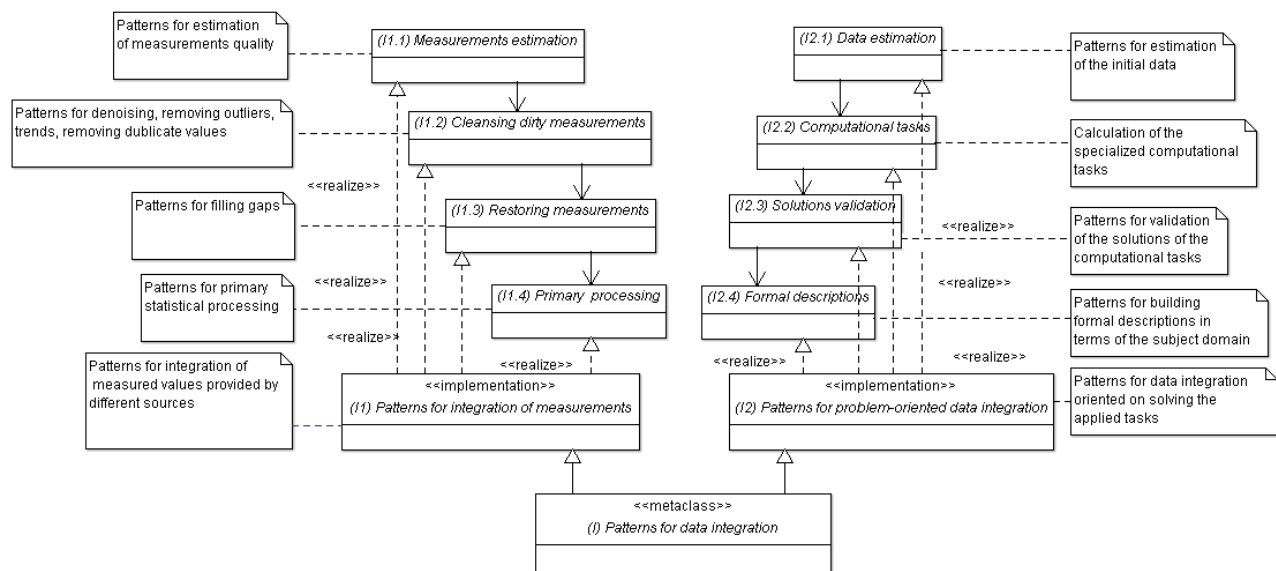 Patterns for estimation
of measurements quality
(I1.1) Measurements estimation
(I2.1) Data estimation
Patterns for estimation
of the initial data
Patterns for denoising, removing outliers,
trends, removing dublicate values
(I1.2) Cleansing dirty measurements
(I2.2) Computational tasks
Calculation of the
specialized computational
tasks
<<realize>>
Patterns for filling gaps
(I1.3) Restoring measurements
(I2.3) Solutions validation
<<realize>>
Patterns for validation
of the solutions of the
computational tasks
<<realize>>
<<realize>>
Patterns for primary
statistical processing
(I1.4) Primary processing
(I2.4) Formal descriptions
Patterns for building
formal descriptions in
terms of the subject domain
<<realize>>
<<realize>>
<<realize>>
<<realize>>
Patterns for integration of
measured values provided by
different sources
<<implementation>>
(I1) Patterns for integration of measurements
<<implementation>>
(I2) Patterns for problem-oriented data integration
Patterns for data integration
oriented on solving the
applied tasks
<<metaclass>>
(I) Patterns for data integration